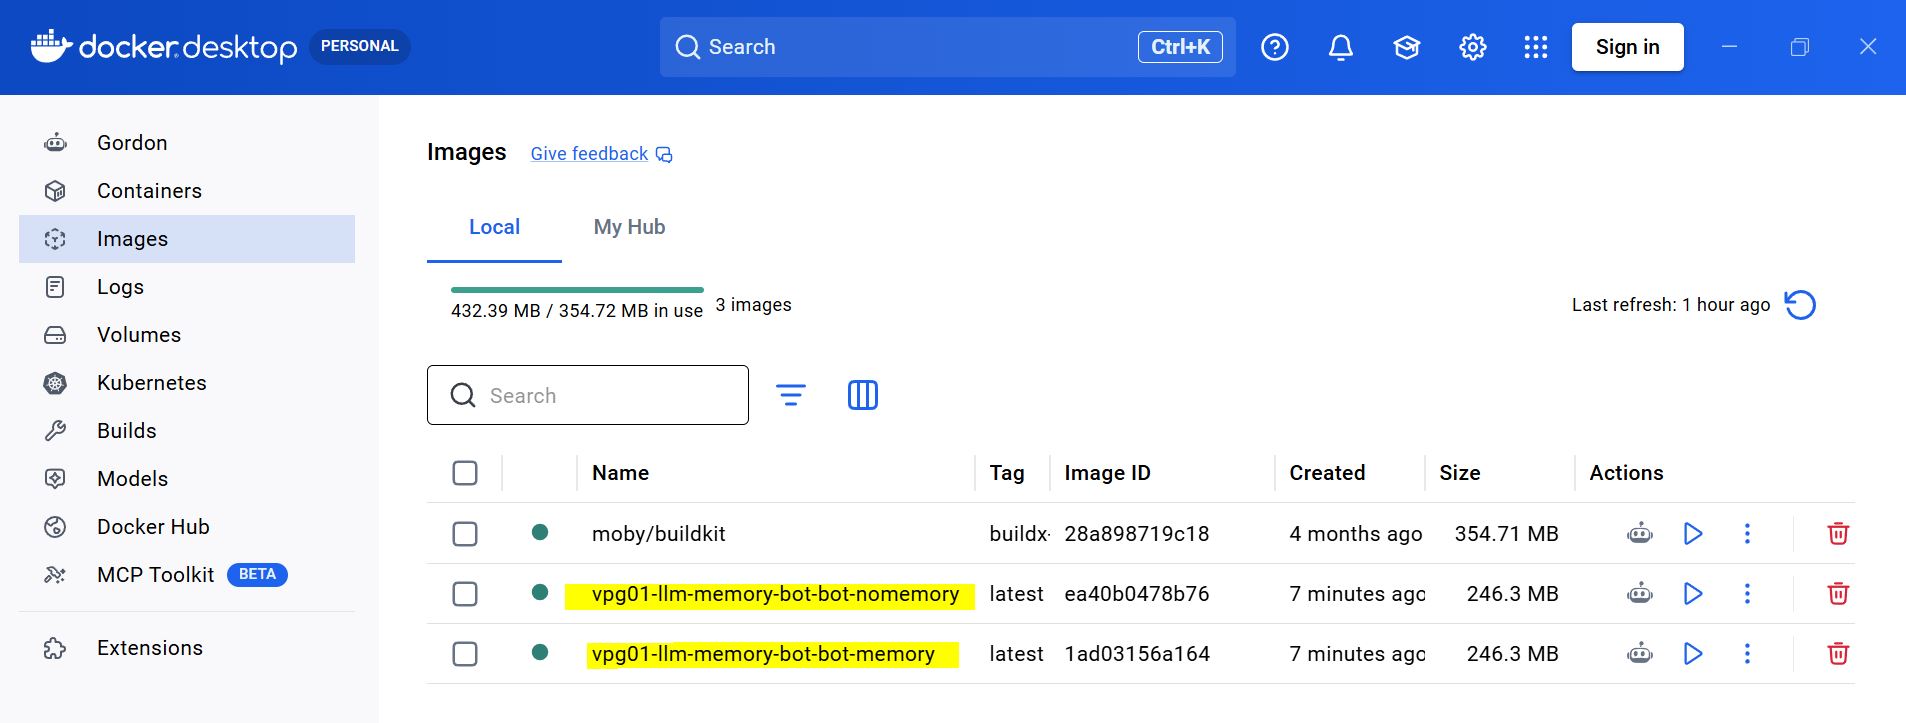 docker desktop PERSONAL
Search Ctrl+K
Sign in
Gordon
Containers
Images
Logs
Volumes
Kubernetes
Builds
Models
Docker Hub
MCP Toolkit BETA
Extensions
Images Give feedback
Local My Hub
432.39 MB / 354.72 MB in use 3 images
Last refresh: 1 hour ago
Search
Name Tag Image ID Created Size Actions
moby/buildkit buildx- 28a898719c18 4 months ago 354.71 MB
vpg01-llm-memory-bot-bot-nomemory latest ea40b0478b76 7 minutes ago 246.3 MB
vpg01-llm-memory-bot-bot-memory latest 1ad03156a164 7 minutes ago 246.3 MB